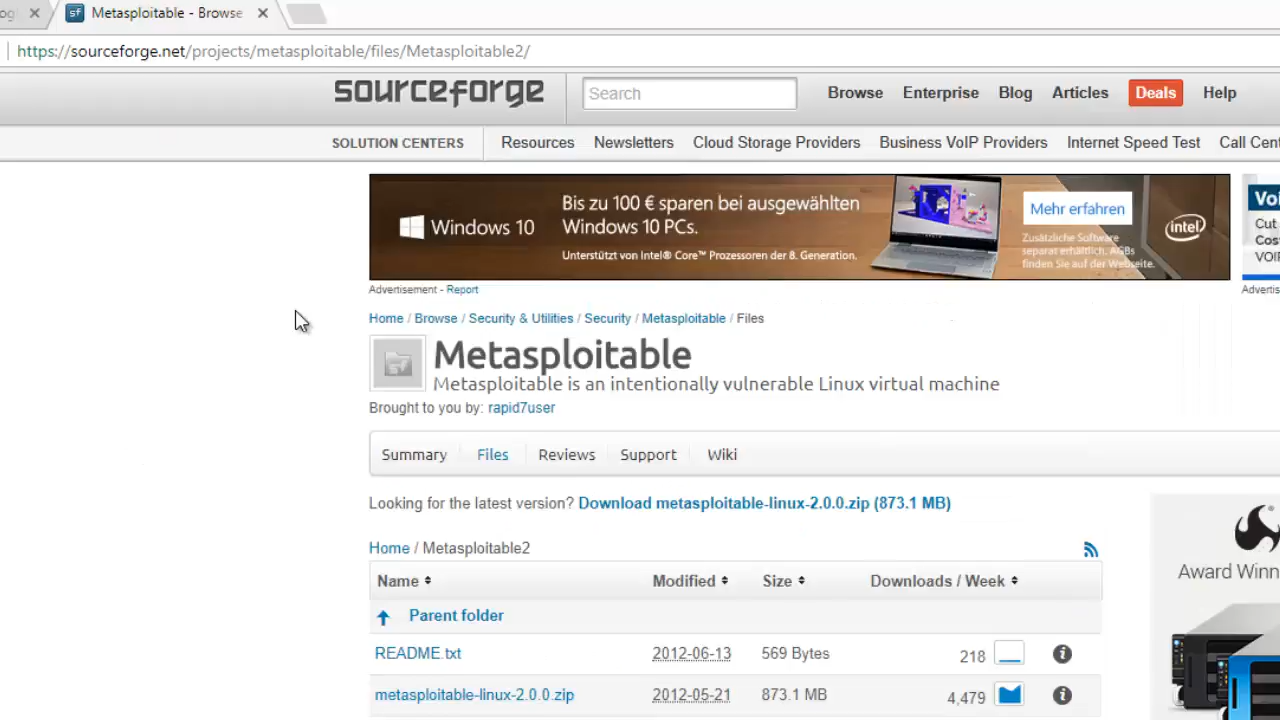 Metasploitable - Browse
https://sourceforge.net/projects/metasploitable/files/Metasploitable2/
sourceforge
Search
Browse Enterprise Blog Articles Deals Help
SOLUTION CENTERS Resources Newsletters Cloud Storage Providers Business VoIP Providers Internet Speed Test Call Cent
Windows 10
Bis zu 100 € sparen bei ausgewählten
Windows 10 PCs.
Unterstützt von Intel® Core™ Prozessoren der 8. Generation.
Mehr erfahren
Zusätzliche Software
separat erhältlich. AGBs
finden Sie auf der Webseite.
intel
Cut
VOIP
Advertisement - Report
Home / Browse / Security & Utilities / Security / Metasploitable / Files
Metasploitable
Metasploitable is an intentionally vulnerable Linux virtual machine
Brought to you by: rapid7user
Summary Files Reviews Support Wiki
Looking for the latest version? Download metasploitable-linux-2.0.0.zip (873.1 MB)
Home / Metasploitable2
Name Modified Size Downloads / Week
Parent folder
README.txt 2012-06-13 569 Bytes 218
metasploitable-linux-2.0.0.zip 2012-05-21 873.1 MB 4,479
Award Winn